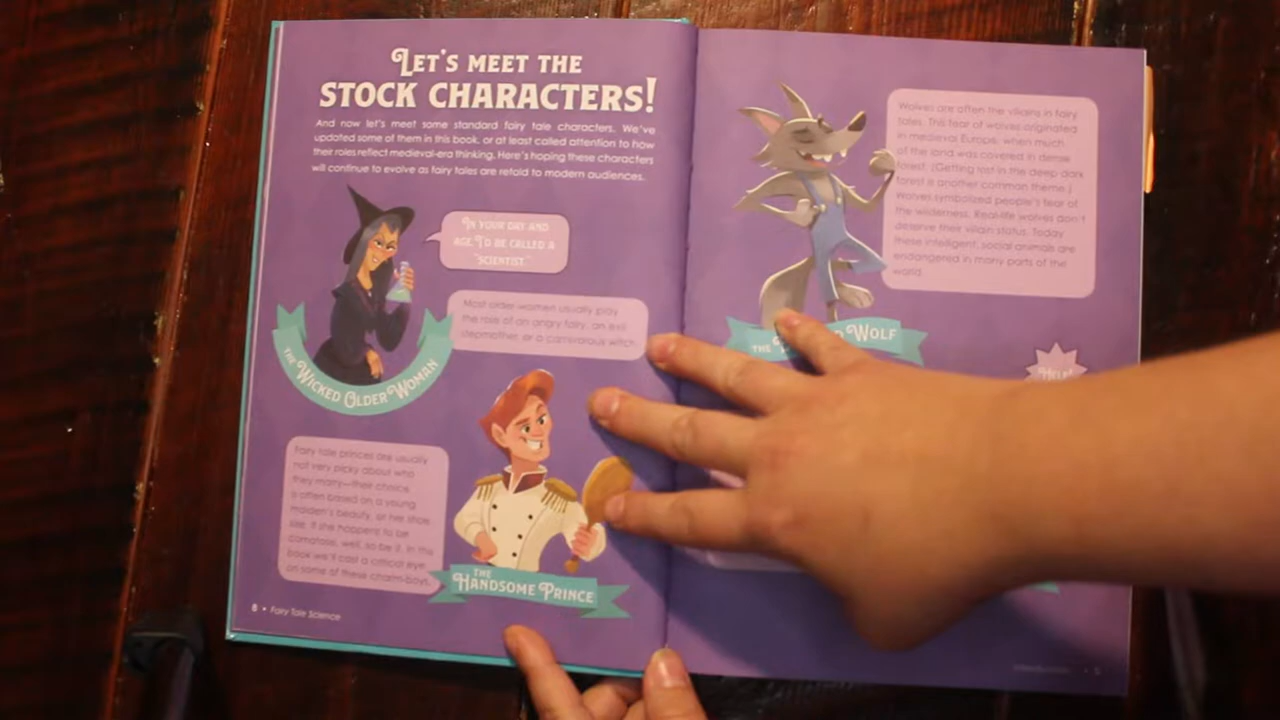 LET'S MEET THE
STOCK CHARACTERS!
And now let's meet some standard fairy tale characters. We've
updated some of them in this book, or at least called attention to how
their roles reflect medieval-era thinking. Here's hoping these characters
will continue to evolve as fairy tales are retold to modern audiences.
IN YOUR DAY AND
AGE, I'D BE CALLED A
"SCIENTIST."
Most older women usually play
the role of an angry fairy, an evil
stepmother, or a carnivorous witch.
THE WICKED OLDER WOMAN
Fairy tale princes are usually
not very picky about who
they marry—their choice
is often based on a young
maiden's beauty, or her shoe
size. If she happens to be
comatose, well, so be it. In this
book we'll cast a critical eye
on some of these charm-boys.
THE
HANDSOME PRINCE
8 • Fairy Tale Science
Wolves are often the villains in fairy
tales. This fear of wolves originated
in medieval Europe, when much
of the land was covered in dense
forest. (Getting lost in the deep dark
forest is another common theme.)
Wolves symbolized people's fear of
the wilderness. Real-life wolves don't
deserve their villain status. Today
these intelligent, social animals are
endangered in many parts of the
world.
THE WOLF
"HELP!"